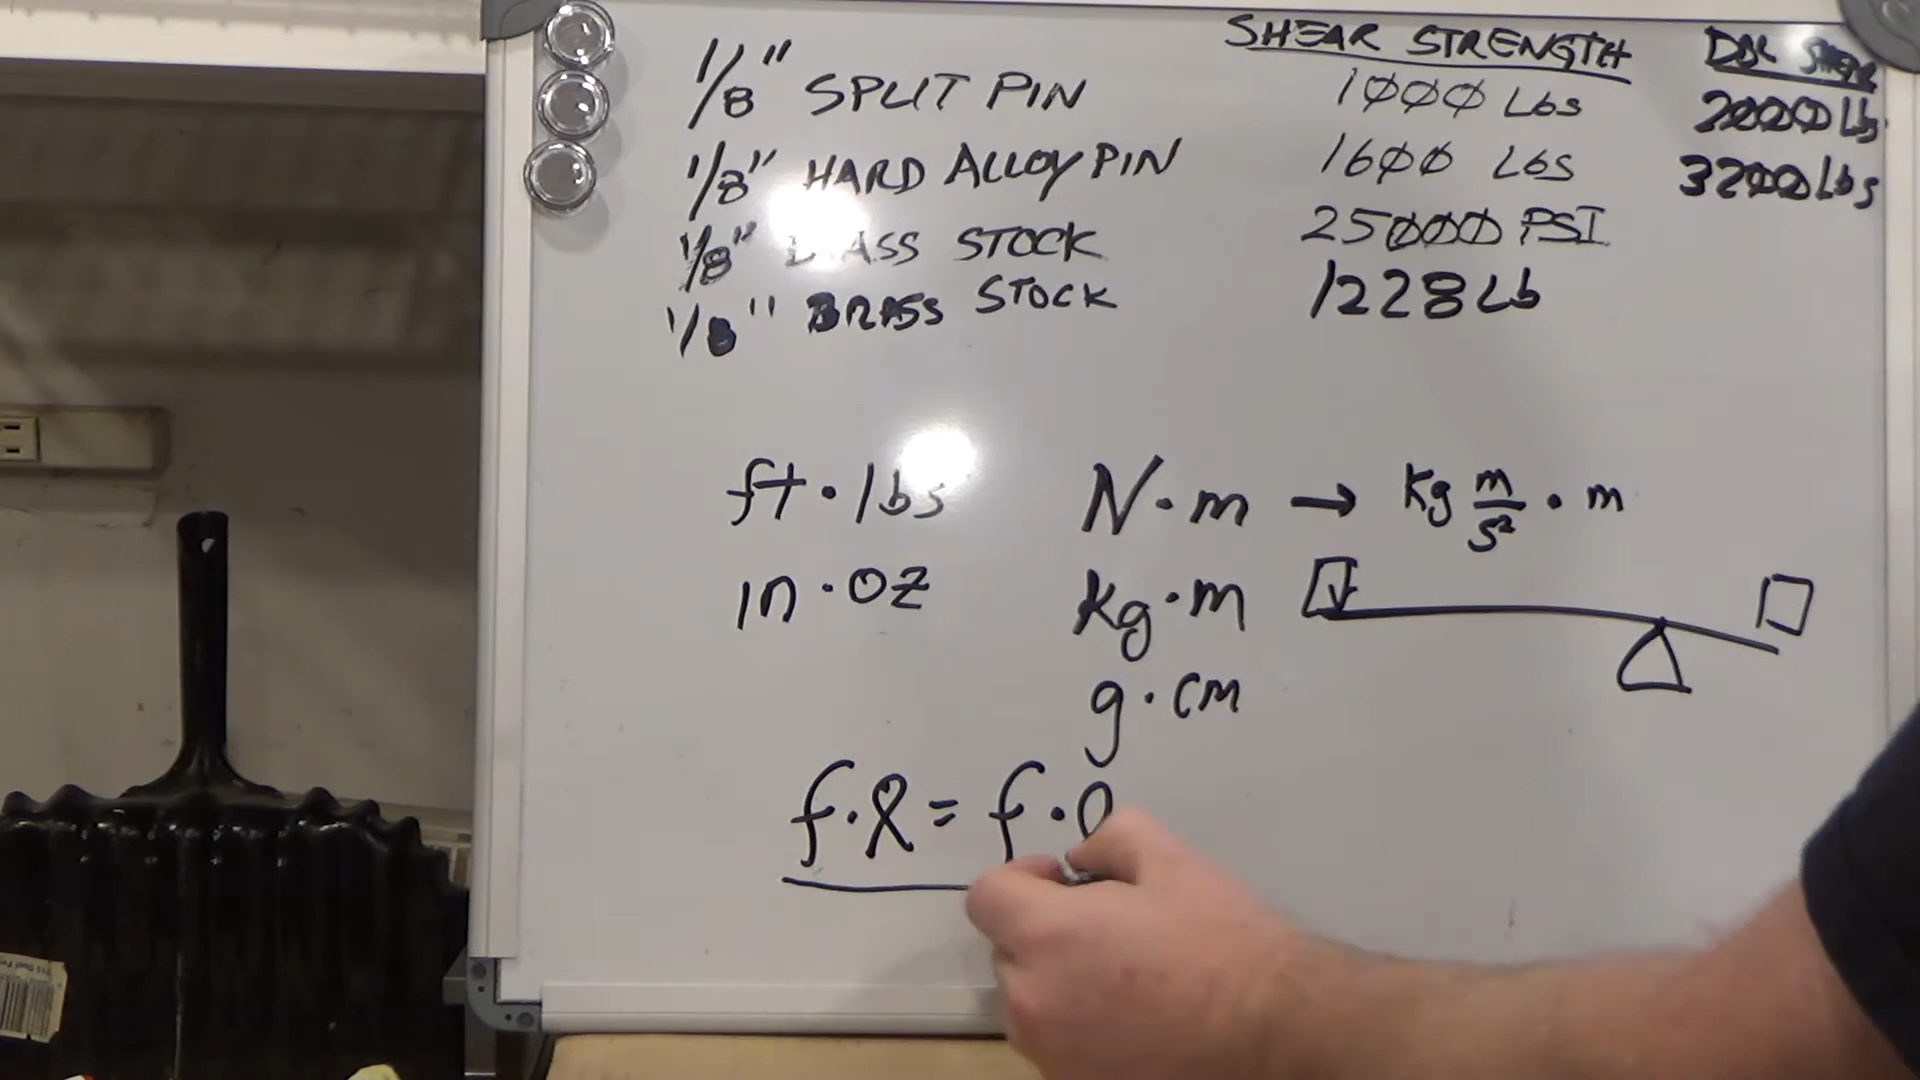 SHEAR STRENGTH DBL SHEAR
1/8" SPLIT PIN 1000 Lbs 2000 Lbs
1/8" HARD ALLOY PIN 1600 Lbs 3200 Lbs
1/8" BRASS STOCK 25000 PSI
1/8" BRASS STOCK 1228 Lb
ft·lbs N·m → kg m/s² · m
in·oz kg·m
g·cm
f·l = f·